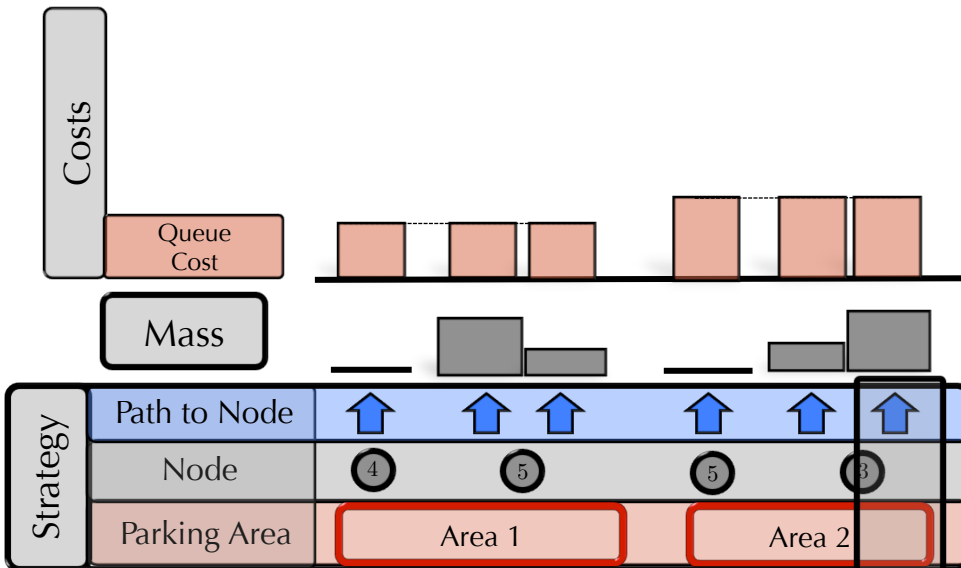 Costs
Queue
Cost
Mass
Strategy
Path to Node
Node
4
5
5
3
Parking Area
Area 1
Area 2